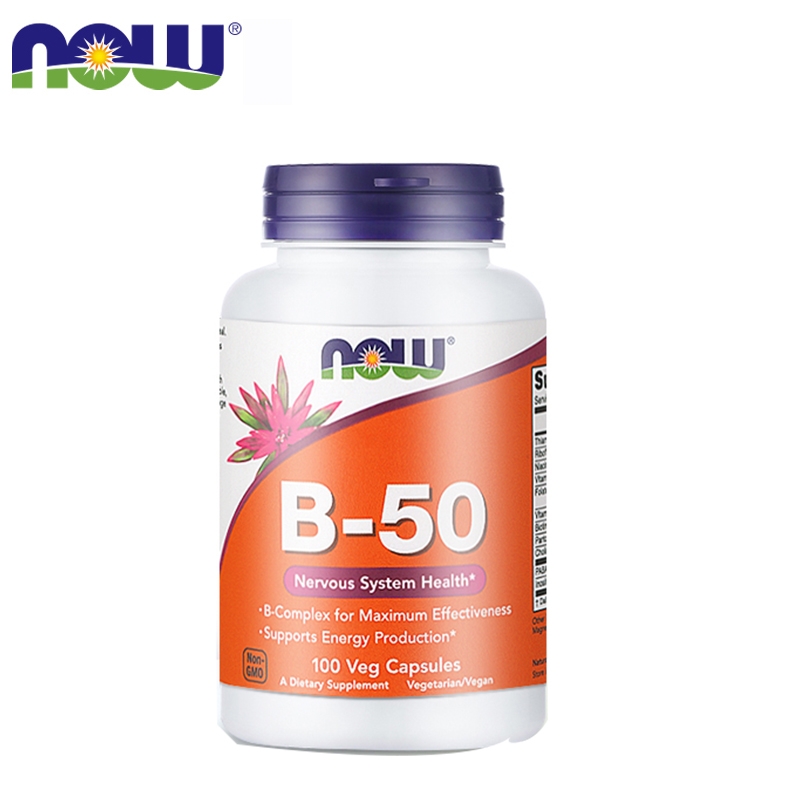 now®
now®
B-50
Nervous System Health*
•B-Complex for Maximum Effectiveness
•Supports Energy Production*
Non-
GMO
100 Veg Capsules
A Dietary Supplement Vegetarian/Vegan